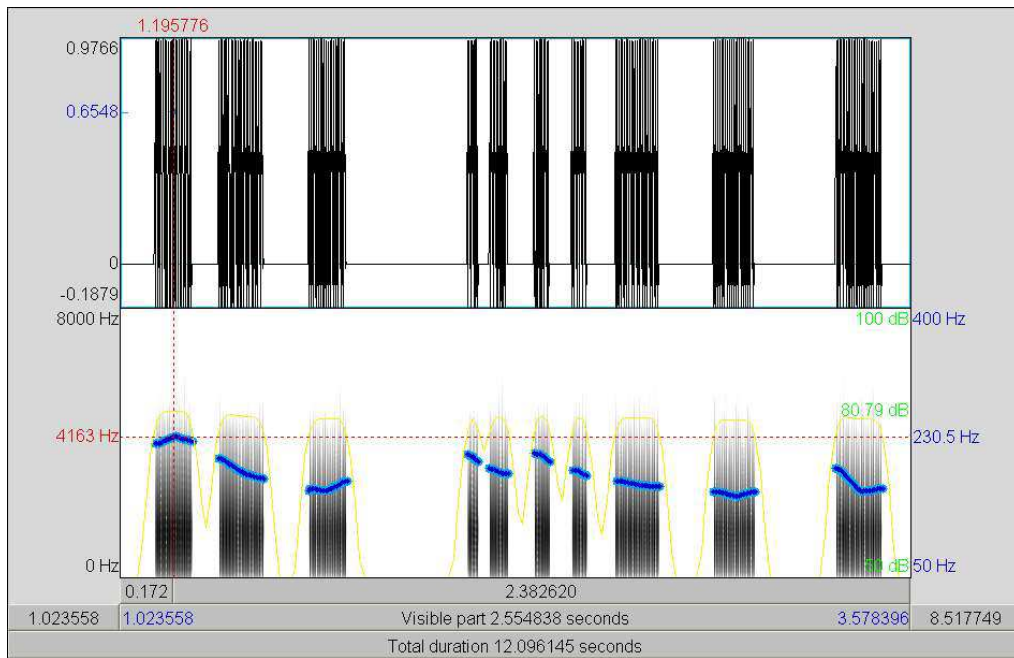 1.195776
0.9766
0.6548
0
-0.1879
8000 Hz
100 dB 400 Hz
80.79 dB
4163 Hz
230.5 Hz
0 Hz
50 dB 50 Hz
0.172 2.382620
1.023558 1.023558 Visible part 2.554838 seconds 3.578396 8.517749
Total duration 12.096145 seconds